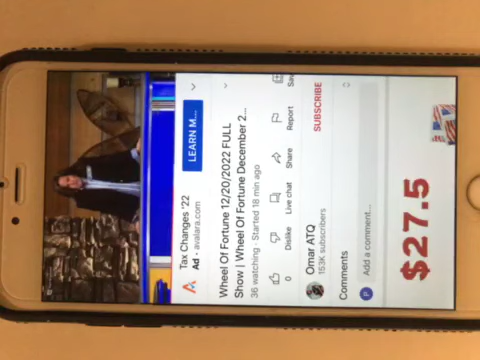 Tax Changes '22
Ad · avalara.com
LEARN M...
Wheel Of Fortune 12/20/2022 FULL
Show | Wheel Of Fortune December 2...
36 watching · Started 18 min ago
0
Dislike
Live chat
Share
Report
Sav
Omar ATQ
153K subscribers
SUBSCRIBE
Comments
P
Add a comment...
$27.5